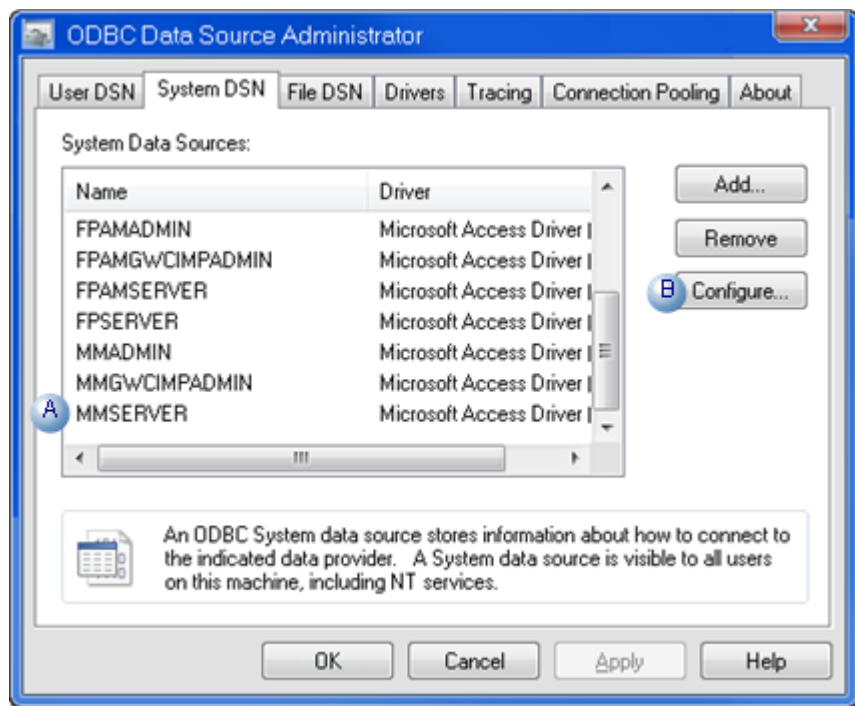 ODBC Data Source Administrator
x
User DSN System DSN File DSN Drivers Tracing Connection Pooling About
System Data Sources:
Name Driver
FPAMADMIN Microsoft Access Driver (
FPAMGWCIMPADMIN Microsoft Access Driver (
FPAMSERVER Microsoft Access Driver (
FPSERVER Microsoft Access Driver (
MMADMIN Microsoft Access Driver (
MMGWCIMPADMIN Microsoft Access Driver (
A MMSERVER Microsoft Access Driver (
Add...
Remove
B Configure...
An ODBC System data source stores information about how to connect to
the indicated data provider. A System data source is visible to all users
on this machine, including NT services.
OK Cancel Apply Help